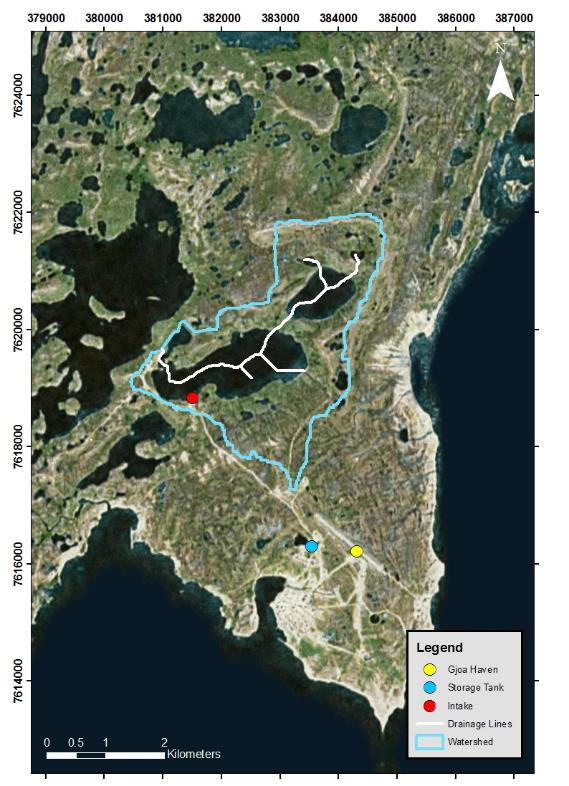 379000 380000 381000 382000 383000 384000 385000 386000 387000
N
7624000
7622000
7620000
7618000
7616000
7614000
Legend
Gjoa Haven
Storage Tank
Intake
Drainage Lines
Watershed
0 0.5 1 2
Kilometers